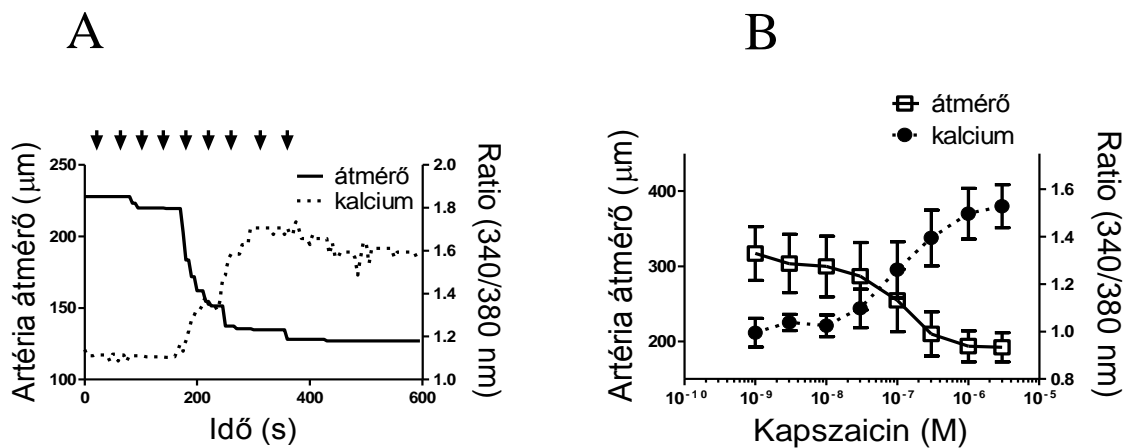 A
250
200
150
100
Artéria átmérő (μm)
átmérő
kalcium
2.0
1.8
1.6
1.4
1.2
1.0
Ratio (340/380 nm)
0
200
400
600
Idő (s)
B
átmérő
kalcium
400
300
200
Artéria átmérő (μm)
1.6
1.4
1.2
1.0
0.8
Ratio (340/380 nm)
10⁻¹⁰
10⁻⁹
10⁻⁸
10⁻⁷
10⁻⁶
10⁻⁵
Kapszaicin (M)